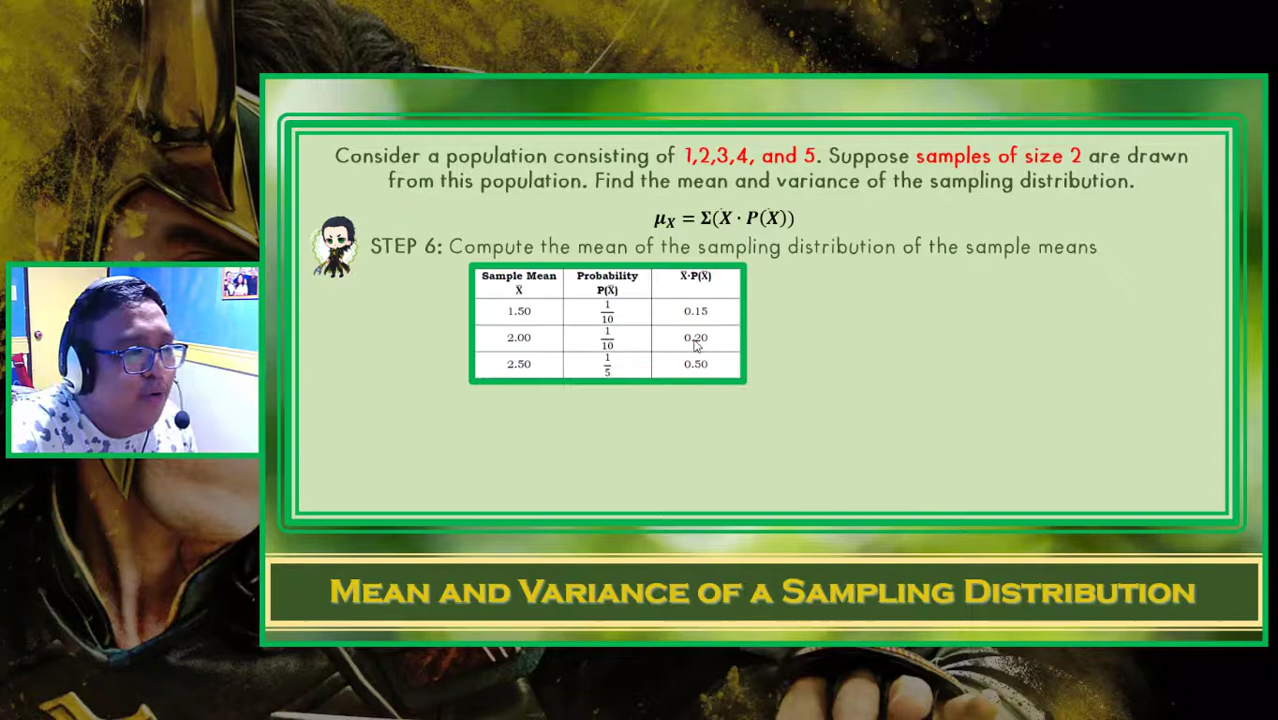 Consider a population consisting of 1,2,3,4, and 5. Suppose samples of size 2 are drawn
from this population. Find the mean and variance of the sampling distribution.
μ_X = Σ(X · P(X))
STEP 6: Compute the mean of the sampling distribution of the sample means
Sample Mean X̄ Probability P(X̄) X̄·P(X̄)
1.50 1/10 0.15
2.00 1/10 0.20
2.50 1/5 0.50
MEAN AND VARIANCE OF A SAMPLING DISTRIBUTION